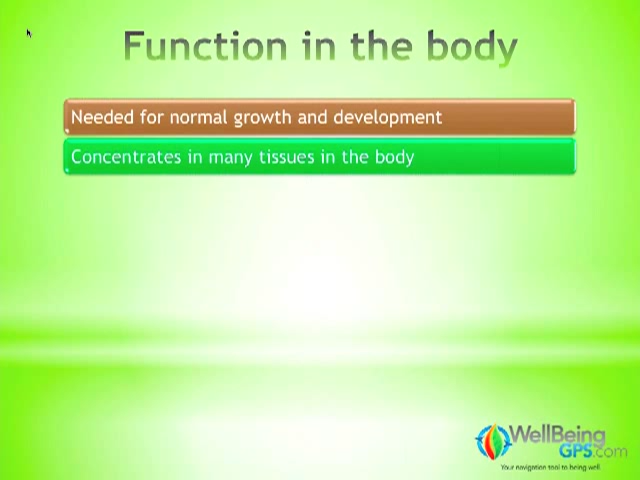 Function in the body
Needed for normal growth and development
Concentrates in many tissues in the body
WellBeing
GPS.com
Your navigation tool to being well.